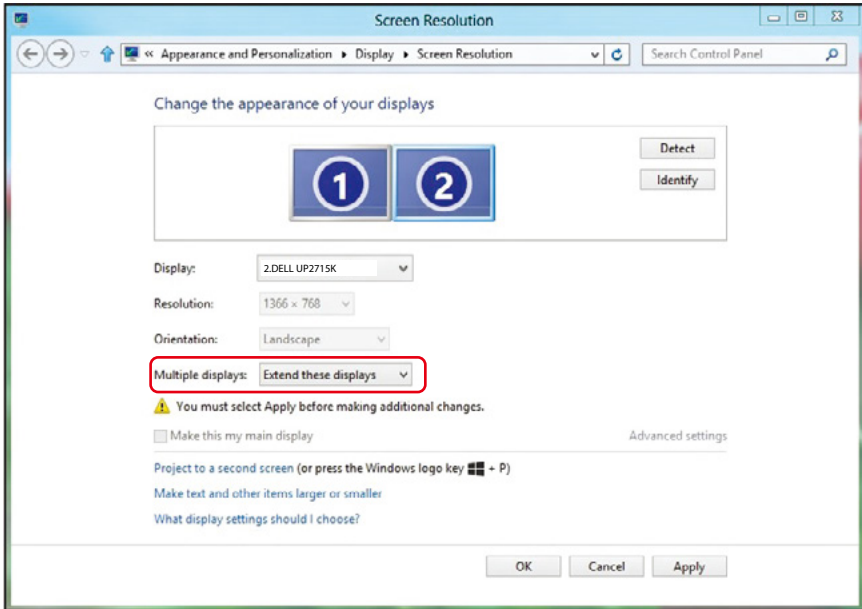 Screen Resolution
« Appearance and Personalization ▸ Display ▸ Screen Resolution Search Control Panel
Change the appearance of your displays
1 2
Detect
Identify
Display: 2.DELL UP2715K
Resolution: 1366 × 768
Orientation: Landscape
Multiple displays: Extend these displays
You must select Apply before making additional changes.
Make this my main display Advanced settings
Project to a second screen (or press the Windows logo key + P)
Make text and other items larger or smaller
What display settings should I choose?
OK Cancel Apply